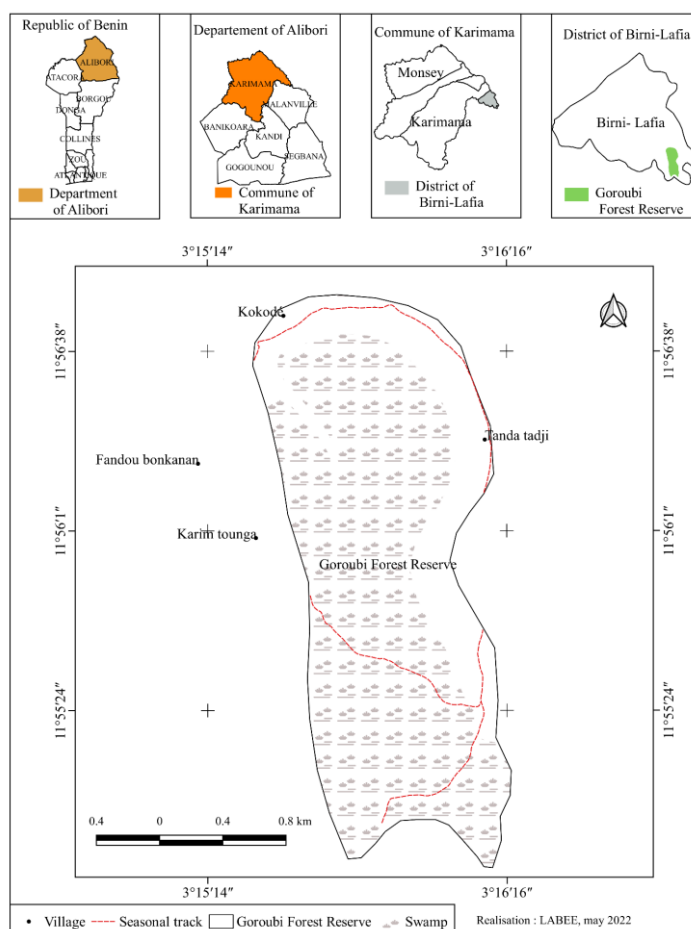 Republic of Benin
ALIBORI
ATACORA
BORGOU
DONGA
COLLINES
ZOU
ATLANTIQUE
Department
of Alibori
Departement of Alibori
KARIMAMA
MALANVILLE
BANIKOARA
KANDI
SEGBANA
GOGOUNOU
Commune of
Karimama
Commune of Karimama
Monsey
Karimama
District of
Birni-Lafia
District of Birni-Lafia
Birni- Lafia
Goroubi
Forest Reserve
3°15′14″ 3°16′16″
Kokodé
11°56′38″ 11°56′38″
Tanda tadji
Fandou bonkanan
11°56′1″ 11°56′1″
Karim tounga
Goroubi Forest Reserve
11°55′24″ 11°55′24″
0.4 0 0.4 0.8 km
3°15′14″ 3°16′16″
Village Seasonal track Goroubi Forest Reserve Swamp Realisation : LABEE, may 2022